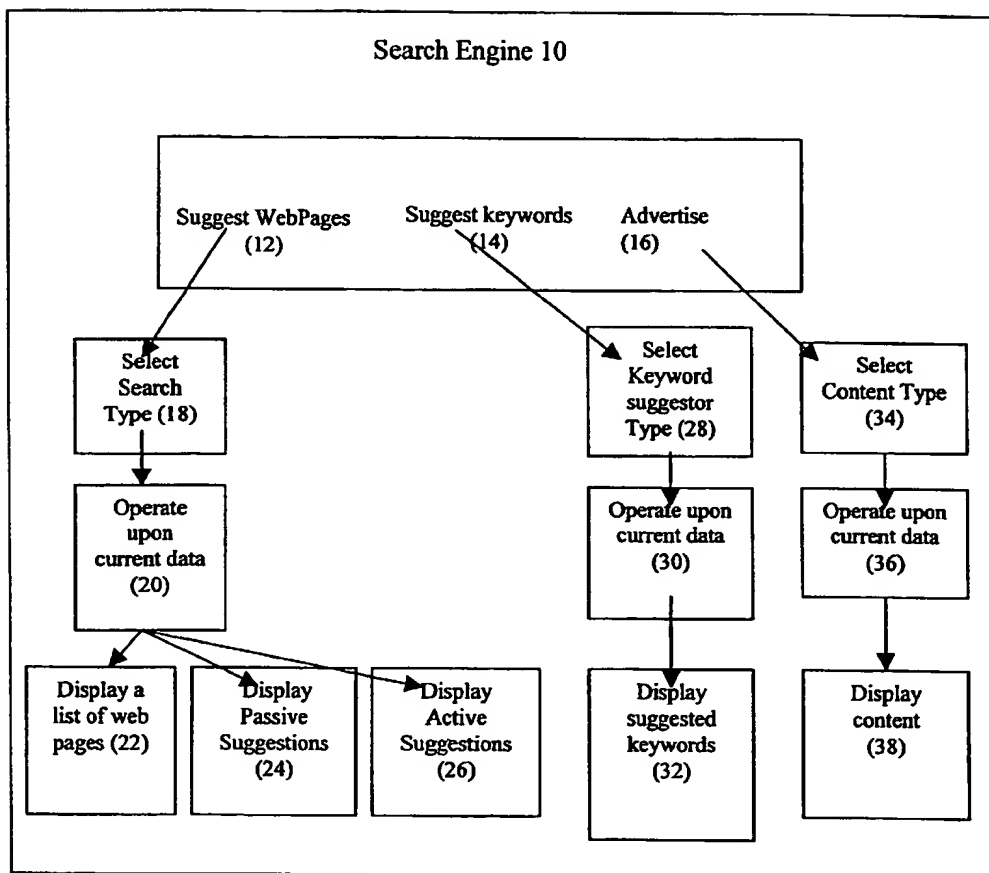 Search Engine 10
Suggest WebPages
(12)
Suggest keywords
(14)
Advertise
(16)
Select
Search
Type (18)
Select
Keyword
suggestor
Type (28)
Select
Content Type
(34)
Operate
upon
current data
(20)
Operate upon
current data
(30)
Operate upon
current data
(36)
Display a
list of web
pages (22)
Display
Passive
Suggestions
(24)
Display
Active
Suggestions
(26)
Display
suggested
keywords
(32)
Display
content
(38)